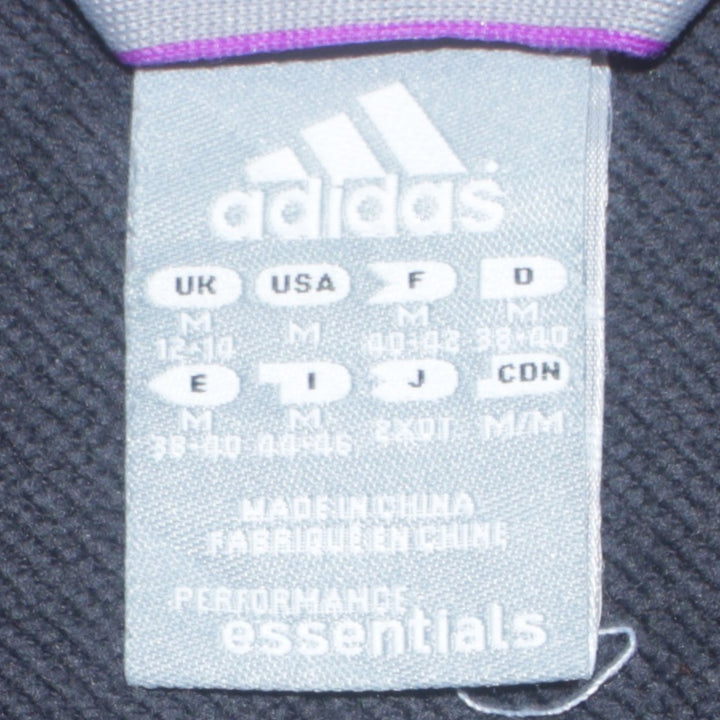 adidas
UK USA F D
M M M M
12-14 40-42 38-40
E I J CDN
M M 2XOT M/M
38-40 44-46
MADE IN CHINA
FABRIQUÉ EN CHINE
PERFORMANCE
essentials